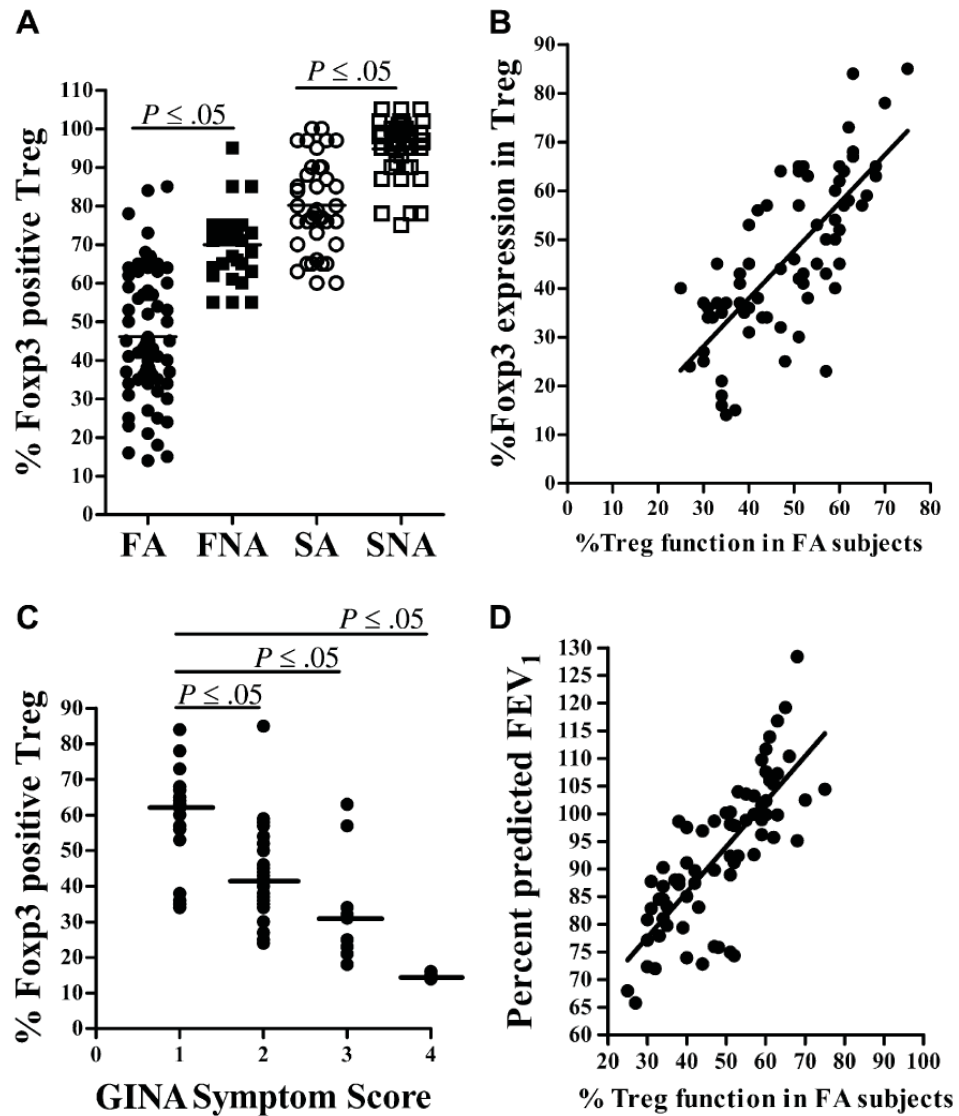 A
P ≤ .05
P ≤ .05
% Foxp3 positive Treg
110
100
90
80
70
60
50
40
30
20
10
0
FA FNA SA SNA
B
%Foxp3 expression in Treg
90
80
70
60
50
40
30
20
10
0
0 10 20 30 40 50 60 70 80
%Treg function in FA subjects
C
P ≤ .05
P ≤ .05
P ≤ .05
% Foxp3 positive Treg
90
80
70
60
50
40
30
20
10
0
0 1 2 3 4
GINA Symptom Score
D
Percent predicted FEV1
130
125
120
115
110
105
100
95
90
85
80
75
70
65
60
20 30 40 50 60 70 80 90 100
% Treg function in FA subjects